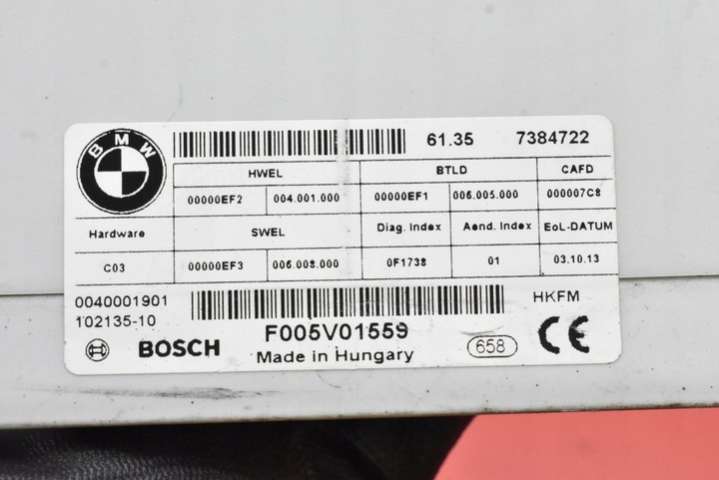 BMW
61.35 7384722
HWEL BTLD CAFD
00000EF2 004.001.000 00000EF1 006.005.000 000007C8
Hardware SWEL Diag. Index Aend. Index EoL-DATUM
C03 00000EF3 006.008.000 0F1738 01 03.10.13
0040001901 HKFM
102135-10
F005V01559
BOSCH Made in Hungary 658 CE